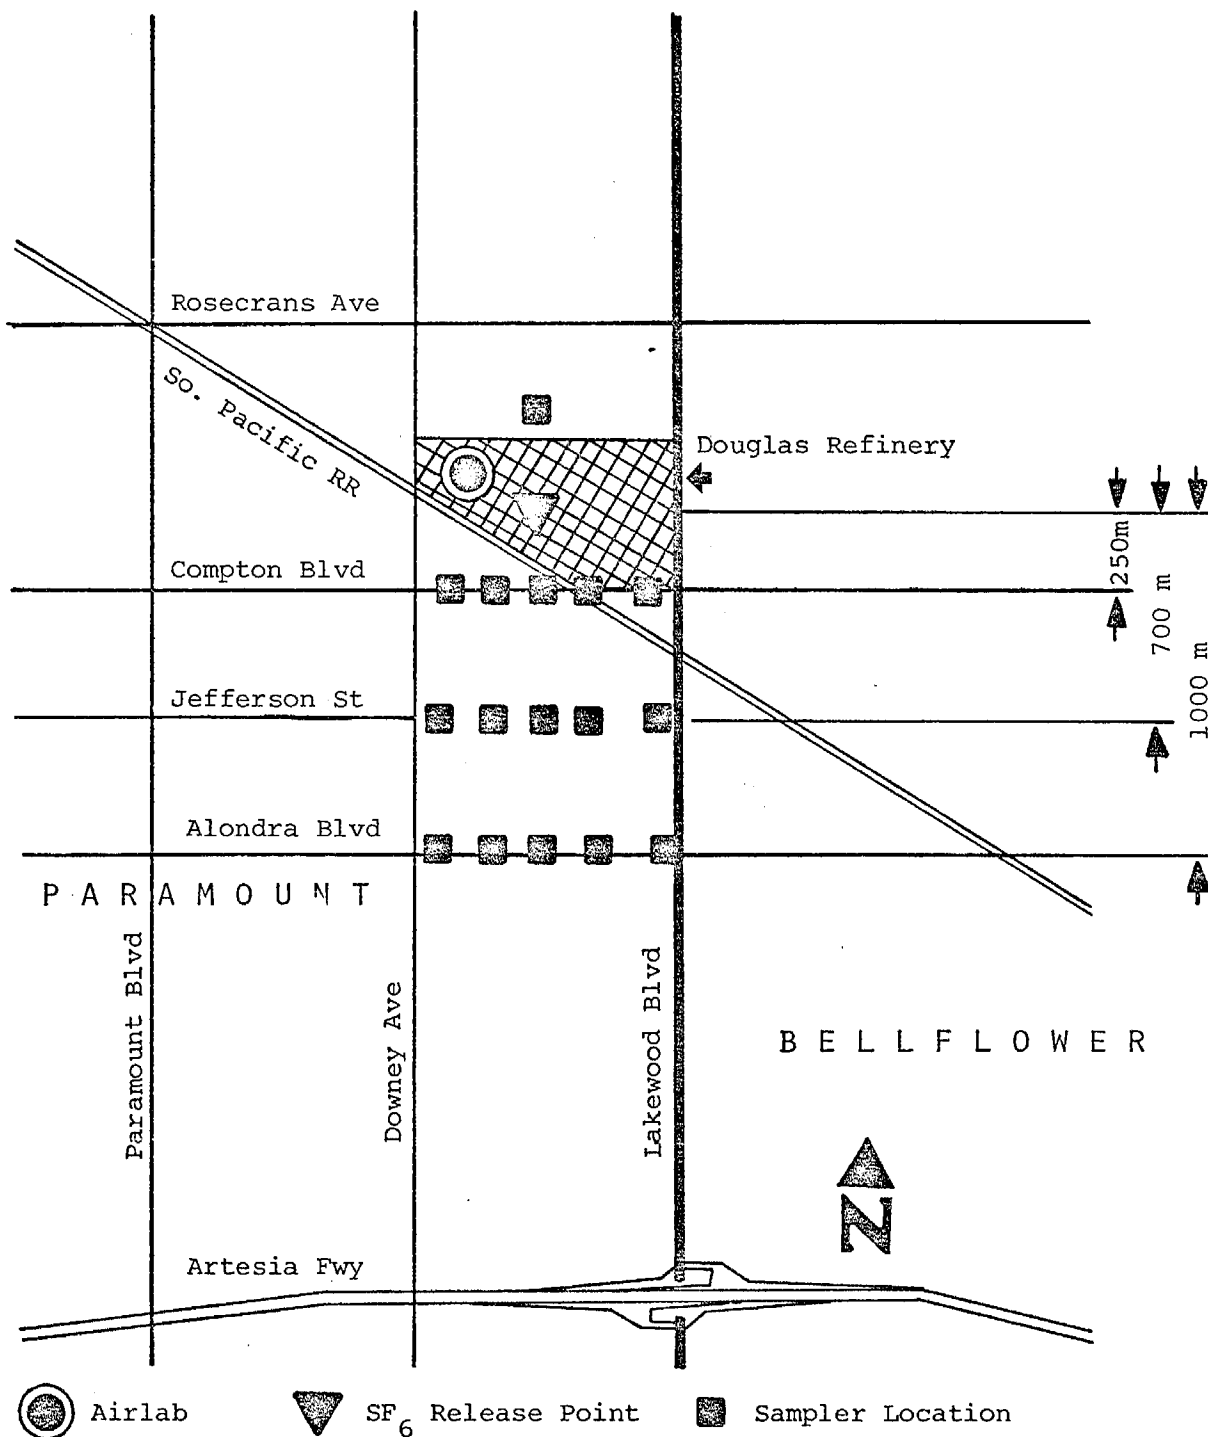 Rosecrans Ave
So. Pacific RR
Douglas Refinery
Compton Blvd
250m
700 m
1000 m
Jefferson St
Alondra Blvd
PARAMOUNT
Paramount Blvd
Downey Ave
Lakewood Blvd
BELLFLOWER
N
Artesia Fwy
Airlab
SF6 Release Point
Sampler Location